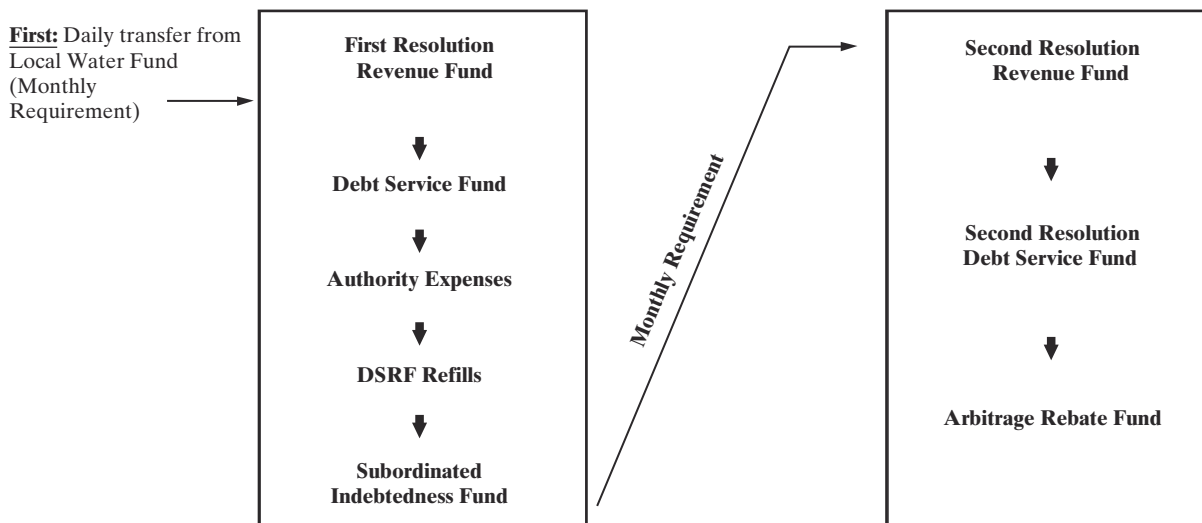 First: Daily transfer from
Local Water Fund
(Monthly
Requirement)
First Resolution
Revenue Fund
Debt Service Fund
Authority Expenses
DSRF Refills
Subordinated
Indebtedness Fund
Monthly Requirement
Second Resolution
Revenue Fund
Second Resolution
Debt Service Fund
Arbitrage Rebate Fund